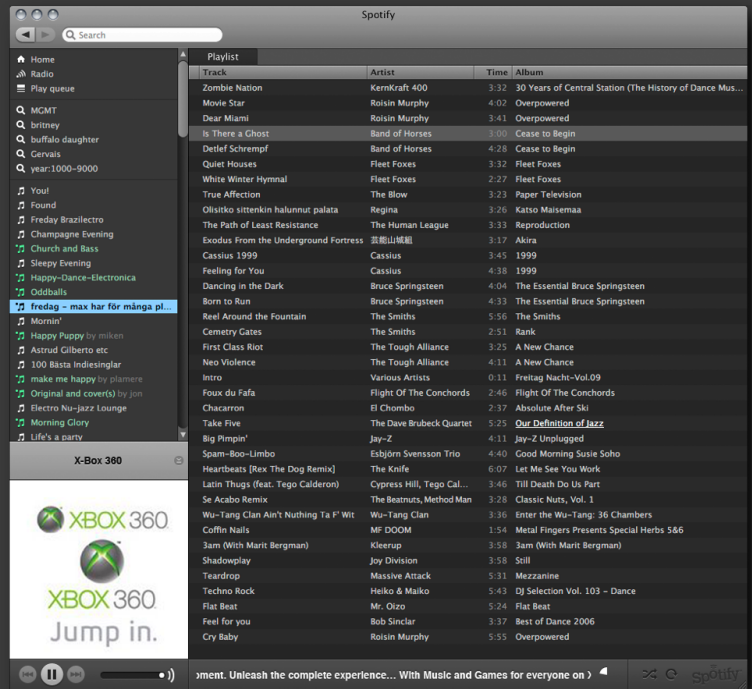 Spotify
Search
Home
Radio
Play queue
MGMT
britney
buffalo daughter
Gervais
year:1000-9000
You!
Found
Freday Brazilectro
Champagne Evening
Church and Bass
Sleepy Evening
Happy-Dance-Electronica
Oddballs
fredag - max har för många pl...
Mornin'
Happy Puppy by miken
Astrud Gilberto etc
100 Bästa Indiesinglar
make me happy by plamere
Original and cover(s) by jon
Electro Nu-jazz Lounge
Morning Glory
Life's a party
X-Box 360
XBOX 360
XBOX 360
Jump in.
Playlist
Track Artist Time Album
Zombie Nation KernKraft 400 3:32 30 Years of Central Station (The History of Dance Mus...
Movie Star Roisin Murphy 4:02 Overpowered
Dear Miami Roisin Murphy 3:41 Overpowered
Is There a Ghost Band of Horses 3:00 Cease to Begin
Detlef Schrempf Band of Horses 4:28 Cease to Begin
Quiet Houses Fleet Foxes 3:32 Fleet Foxes
White Winter Hymnal Fleet Foxes 2:27 Fleet Foxes
True Affection The Blow 3:23 Paper Television
Olisitko sittenkin halunnut palata Regina 3:26 Katso Maisemaa
The Path of Least Resistance The Human League 3:33 Reproduction
Exodus From the Underground Fortress 芸能山城組 3:17 Akira
Cassius 1999 Cassius 3:45 1999
Feeling for You Cassius 4:38 1999
Dancing in the Dark Bruce Springsteen 4:04 The Essential Bruce Springsteen
Born to Run Bruce Springsteen 4:33 The Essential Bruce Springsteen
Reel Around the Fountain The Smiths 5:56 The Smiths
Cemetry Gates The Smiths 2:51 Rank
First Class Riot The Tough Alliance 3:25 A New Chance
Neo Violence The Tough Alliance 4:11 A New Chance
Intro Various Artists 0:11 Freitag Nacht-Vol.09
Foux du Fafa Flight Of The Conchords 2:46 Flight Of The Conchords
Chacarron El Chombo 2:37 Absolute After Ski
Take Five The Dave Brubeck Quartet 5:25 Our Definition of Jazz
Big Pimpin' Jay-Z 4:11 Jay-Z Unplugged
Spam-Boo-Limbo Esbjörn Svensson Trio 4:40 Good Morning Susie Soho
Heartbeats [Rex The Dog Remix] The Knife 6:07 Let Me See You Work
Latin Thugs (feat. Tego Calderon) Cypress Hill, Tego Cal... 3:46 Till Death Do Us Part
Se Acabo Remix The Beatnuts, Method Man 3:28 Classic Nuts, Vol. 1
Wu-Tang Clan Ain't Nuthing Ta F' Wit Wu-Tang Clan 3:36 Enter the Wu-Tang: 36 Chambers
Coffin Nails MF DOOM 1:54 Metal Fingers Presents Special Herbs 5&6
3am (With Marit Bergman) Kleerup 3:58 3am (With Marit Bergman)
Shadowplay Joy Division 3:58 Still
Teardrop Massive Attack 5:31 Mezzanine
Techno Rock Heiko & Maiko 5:43 DJ Selection Vol. 103 - Dance
Flat Beat Mr. Oizo 5:24 Flat Beat
Feel for you Bob Sinclar 3:37 Best of Dance 2006
Cry Baby Roisin Murphy 5:55 Overpowered
oment. Unleash the complete experience... With Music and Games for everyone on
Spotify